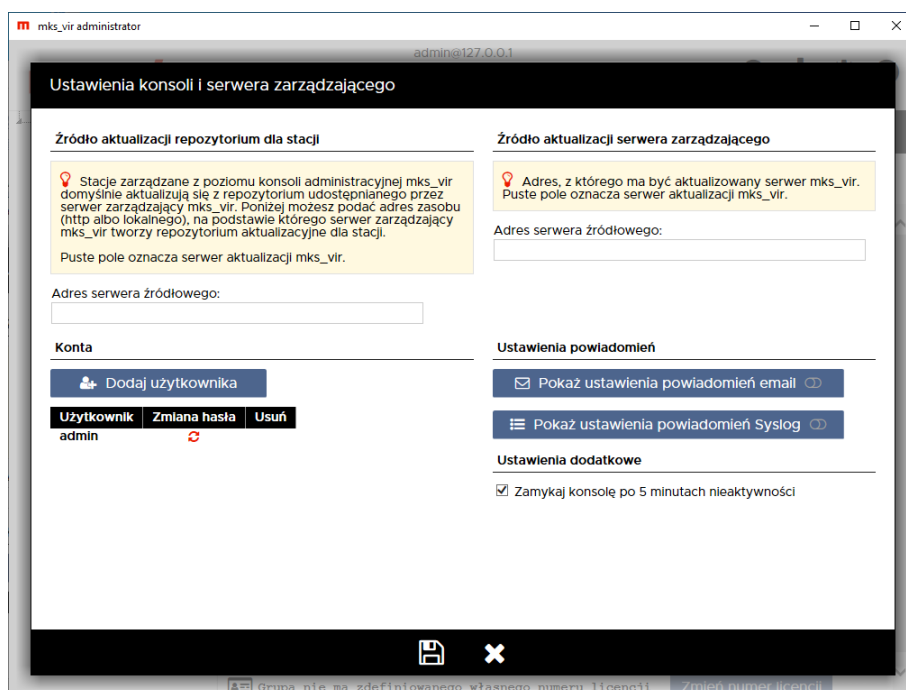 mks_vir administrator
admin@127.0.0.1
Ustawienia konsoli i serwera zarządzającego
Źródło aktualizacji repozytorium dla stacji
Stacje zarządzane z poziomu konsoli administracyjnej mks_vir
domyślnie aktualizują się z repozytorium udostępnianego przez
serwer zarządzający mks_vir. Poniżej możesz podać adres zasobu
(http albo lokalnego), na podstawie którego serwer zarządzający
mks_vir tworzy repozytorium aktualizacyjne dla stacji.
Puste pole oznacza serwer aktualizacji mks_vir.
Adres serwera źródłowego:
Źródło aktualizacji serwera zarządzającego
Adres, z którego ma być aktualizowany serwer mks_vir.
Puste pole oznacza serwer aktualizacji mks_vir.
Adres serwera źródłowego:
Konta
Dodaj użytkownika
Użytkownik Zmiana hasła Usuń
admin
Ustawienia powiadomień
Pokaż ustawienia powiadomień email
Pokaż ustawienia powiadomień Syslog
Ustawienia dodatkowe
Zamykaj konsolę po 5 minutach nieaktywności
Grupa nie ma zdefiniowanego własnego numeru licencji
Zmień numer licencji